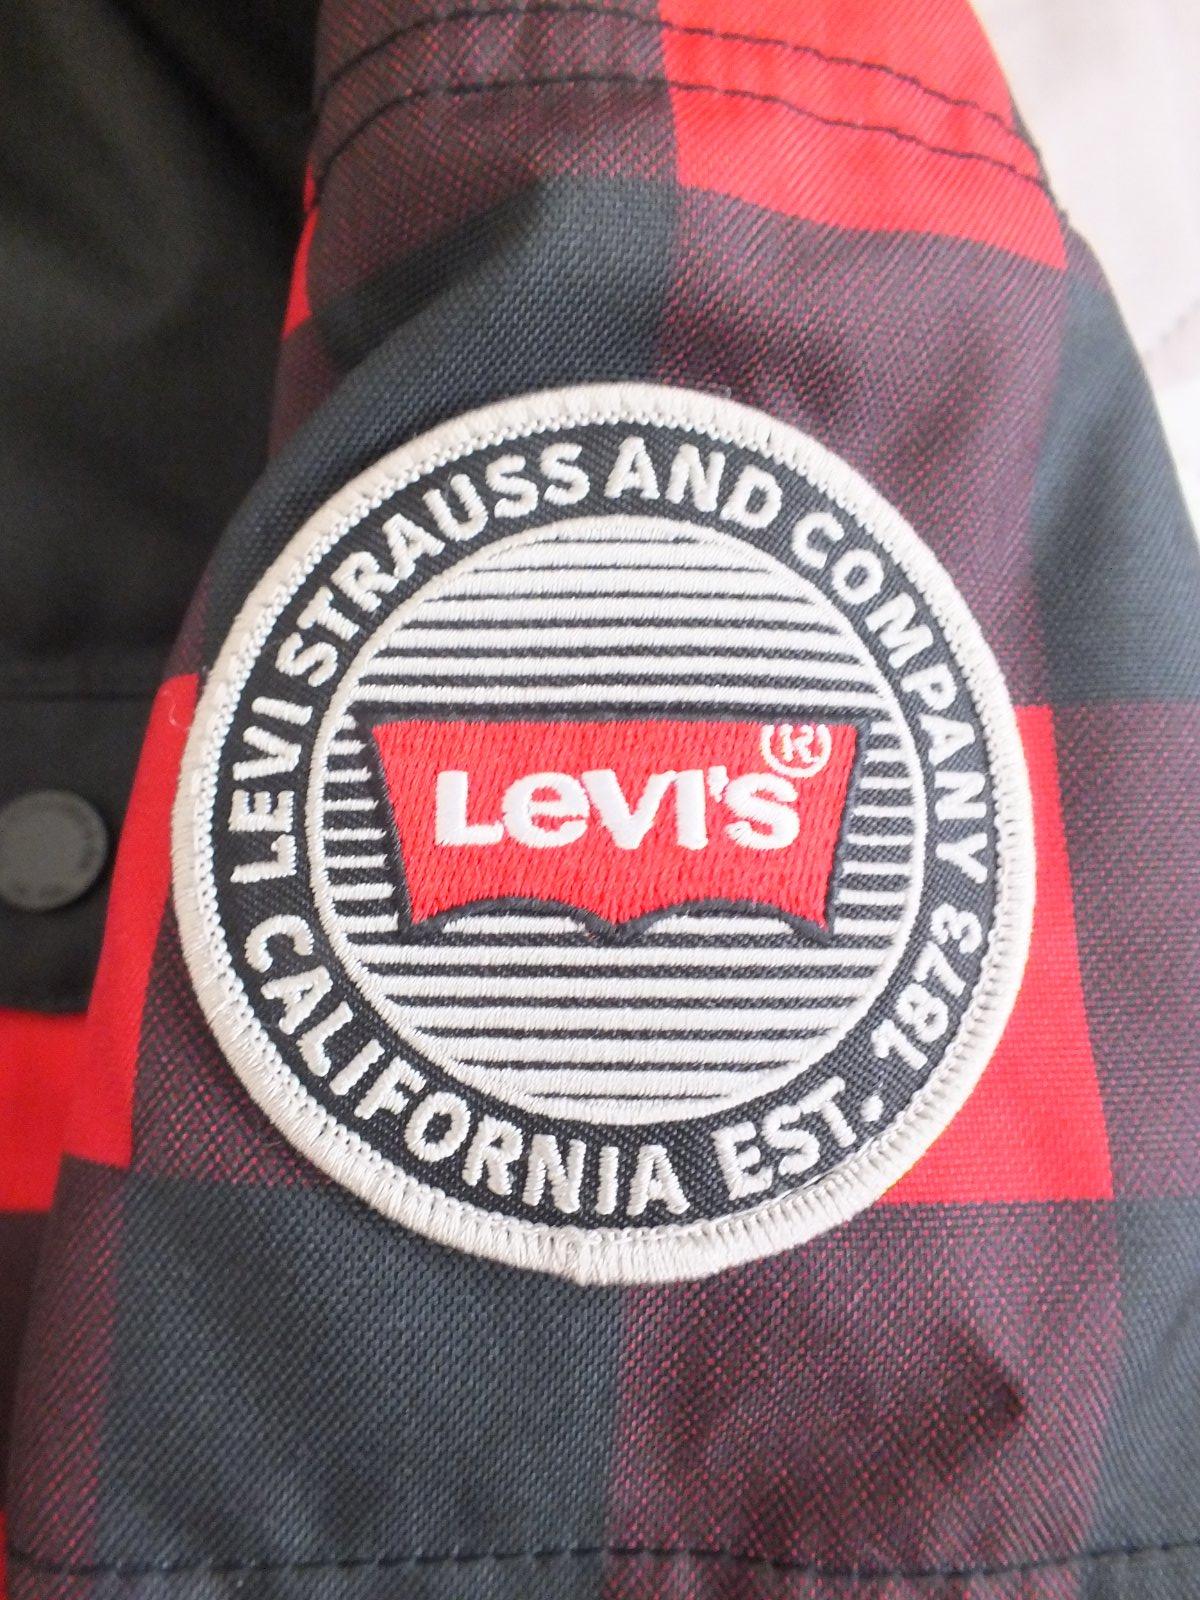 LEVI STRAUSS AND COMPANY
LEVI'S®
CALIFORNIA EST. 1873